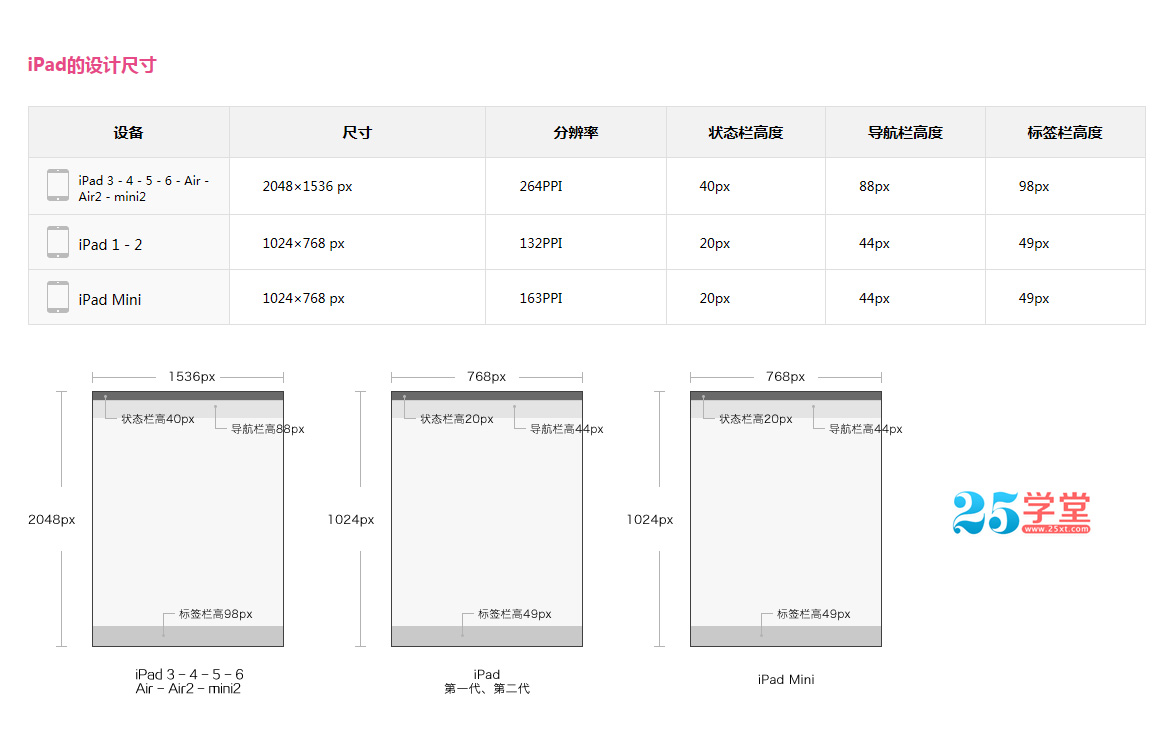 iPad的设计尺寸
设备 尺寸 分辨率 状态栏高度 导航栏高度 标签栏高度
iPad 3 - 4 - 5 - 6 - Air -
Air2 - mini2
2048×1536 px 264PPI 40px 88px 98px
iPad 1 - 2 1024×768 px 132PPI 20px 44px 49px
iPad Mini 1024×768 px 163PPI 20px 44px 49px
1536px
状态栏高40px
导航栏高88px
2048px
标签栏高98px
iPad 3 – 4 – 5 – 6
Air – Air2 – mini2
768px
状态栏高20px
导航栏高44px
1024px
标签栏高49px
iPad
第一代、第二代
768px
状态栏高20px
导航栏高44px
1024px
标签栏高49px
iPad Mini
25学堂
www.25xt.com